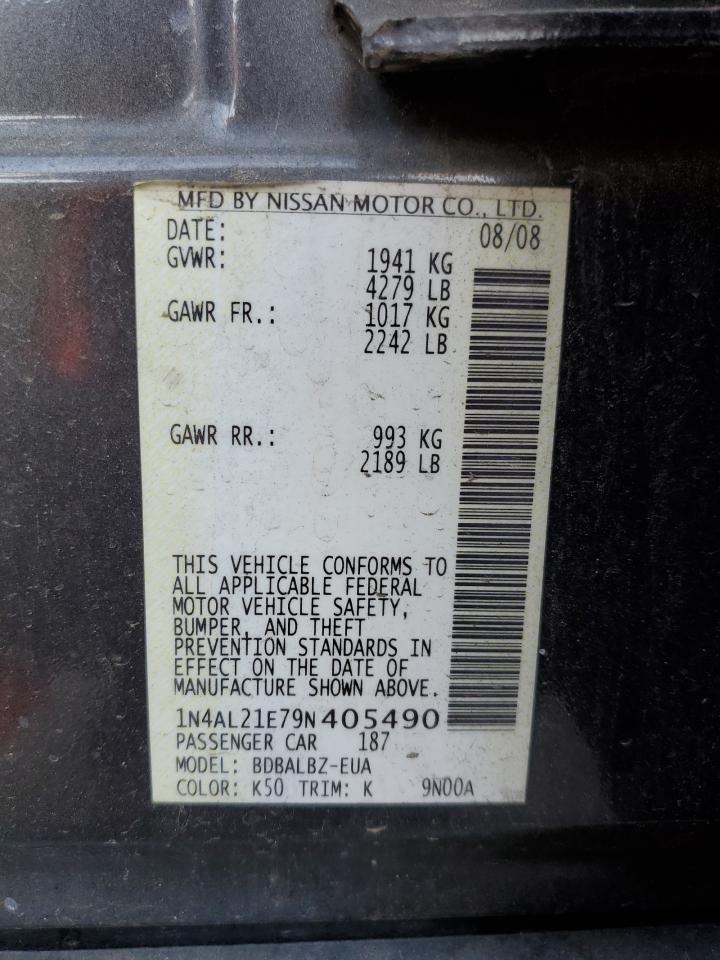 MFD BY NISSAN MOTOR CO., LTD.
DATE: 08/08
GVWR: 1941 KG
4279 LB
GAWR FR.: 1017 KG
2242 LB
GAWR RR.: 993 KG
2189 LB
THIS VEHICLE CONFORMS TO
ALL APPLICABLE FEDERAL
MOTOR VEHICLE SAFETY,
BUMPER, AND THEFT
PREVENTION STANDARDS IN
EFFECT ON THE DATE OF
MANUFACTURE SHOWN ABOVE.
1N4AL21E79N405490
PASSENGER CAR 187
MODEL: BDBALBZ-EUA
COLOR: K50 TRIM: K 9N00A